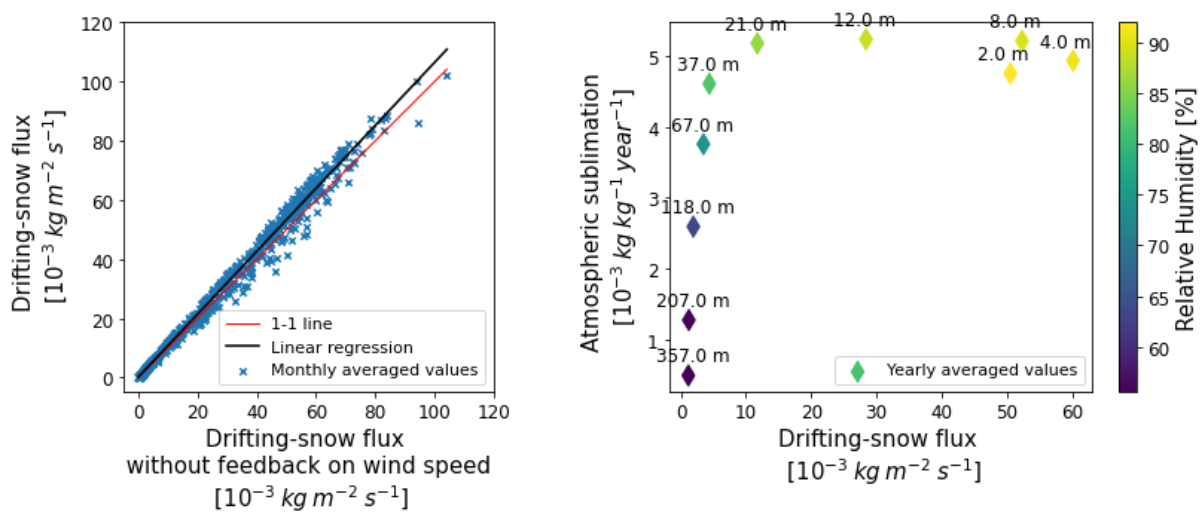 120
100
80
60
40
20
0
Drifting-snow flux
[10⁻³ kg m⁻² s⁻¹]
1-1 line
Linear regression
Monthly averaged values
0 20 40 60 80 100 120
Drifting-snow flux
without feedback on wind speed
[10⁻³ kg m⁻² s⁻¹]
5
4
3
2
1
Atmospheric sublimation
[10⁻³ kg kg⁻¹ year⁻¹]
21.0 m
12.0 m
8.0 m
4.0 m
2.0 m
37.0 m
67.0 m
118.0 m
207.0 m
357.0 m
Yearly averaged values
0 10 20 30 40 50 60
Drifting-snow flux
[10⁻³ kg m⁻² s⁻¹]
90
85
80
75
70
65
60
Relative Humidity [%]